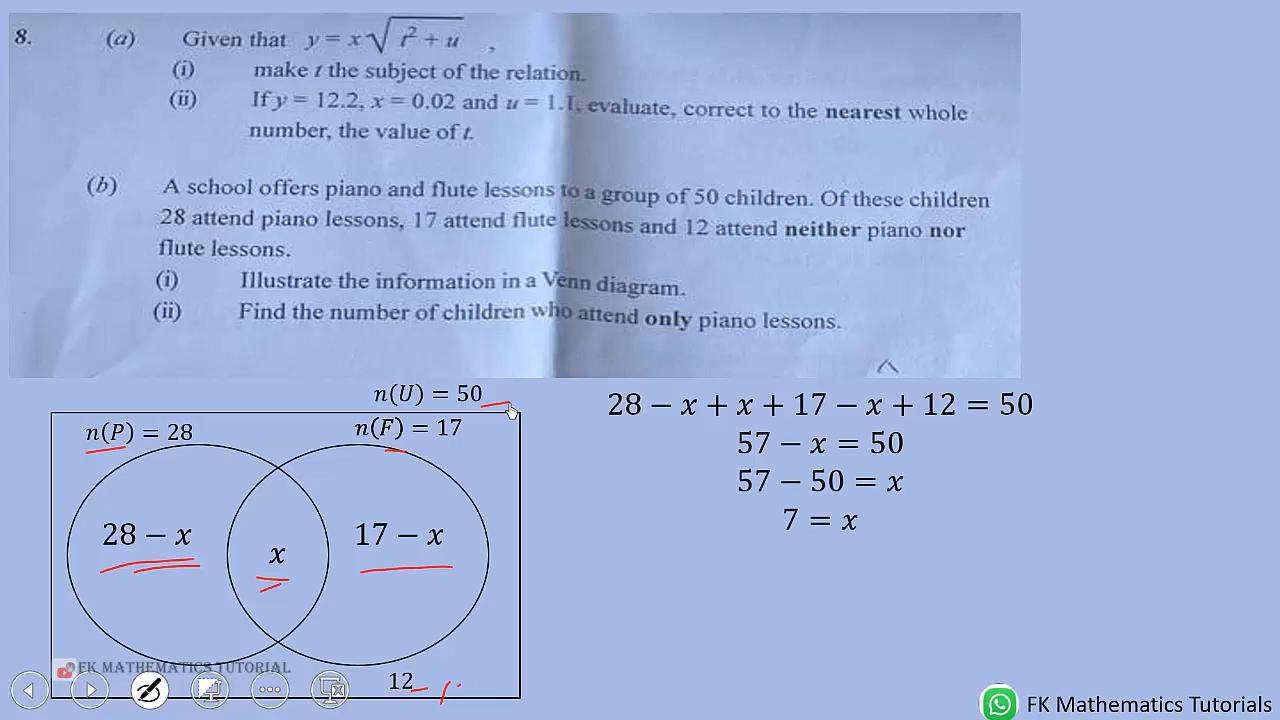 8. (a) Given that y = x√(t² + u) ,
(i) make t the subject of the relation.
(ii) If y = 12.2, x = 0.02 and u = 1.1, evaluate, correct to the nearest whole
number, the value of t.
(b) A school offers piano and flute lessons to a group of 50 children. Of these children
28 attend piano lessons, 17 attend flute lessons and 12 attend neither piano nor
flute lessons.
(i) Illustrate the information in a Venn diagram.
(ii) Find the number of children who attend only piano lessons.
n(U) = 50
n(P) = 28
n(F) = 17
28 − x
x
17 − x
12
28 − x + x + 17 − x + 12 = 50
57 − x = 50
57 − 50 = x
7 = x
FK MATHEMATICS TUTORIAL
FK Mathematics Tutorials